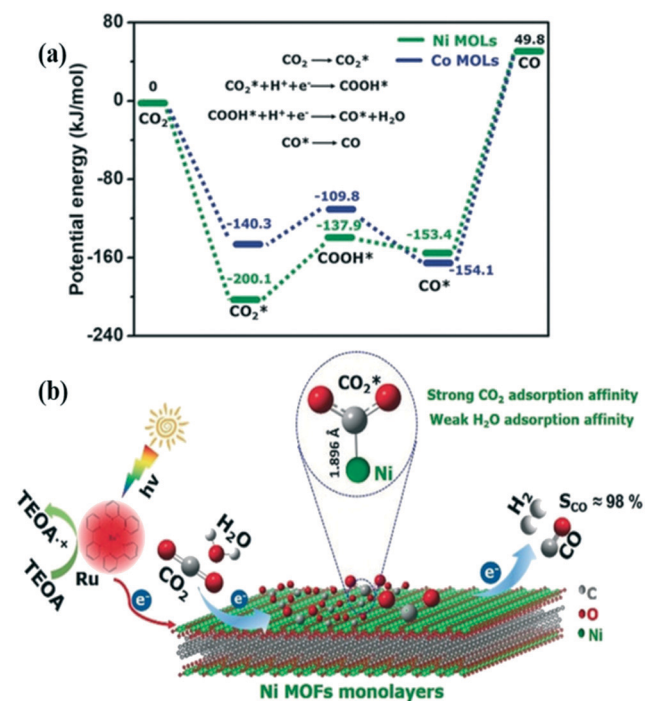 (a)
80
0
-80
-160
-240
Potential energy (kJ/mol)
Ni MOLs
Co MOLs
CO₂ → CO₂*
CO₂*+H⁺+e⁻ → COOH*
COOH*+H⁺+e⁻ → CO*+H₂O
CO* → CO
0
CO₂
-140.3
-200.1
CO₂*
-109.8
-137.9
COOH*
-153.4
CO*
-154.1
49.8
CO
(b)
CO₂*
1.896 Å
Ni
Strong CO₂ adsorption affinity
Weak H₂O adsorption affinity
hv
TEOA·+
TEOA
Ru
e⁻
CO₂
H₂O
e⁻
e⁻
H₂
CO
S_CO ≈ 98 %
C
O
Ni
Ni MOFs monolayers